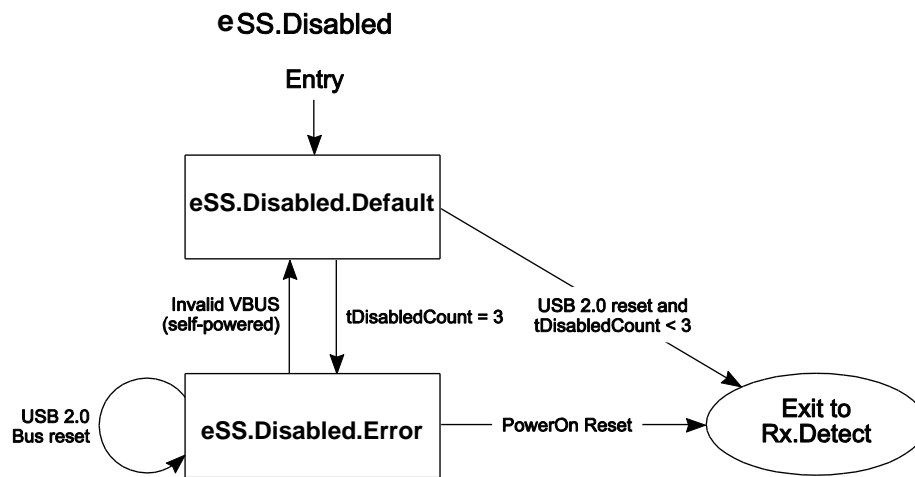 eSS.Disabled
Entry
eSS.Disabled.Default
Invalid VBUS
(self-powered)
tDisabledCount = 3
USB 2.0 reset and
tDisabledCount < 3
USB 2.0
Bus reset
eSS.Disabled.Error
PowerOn Reset
Exit to
Rx.Detect